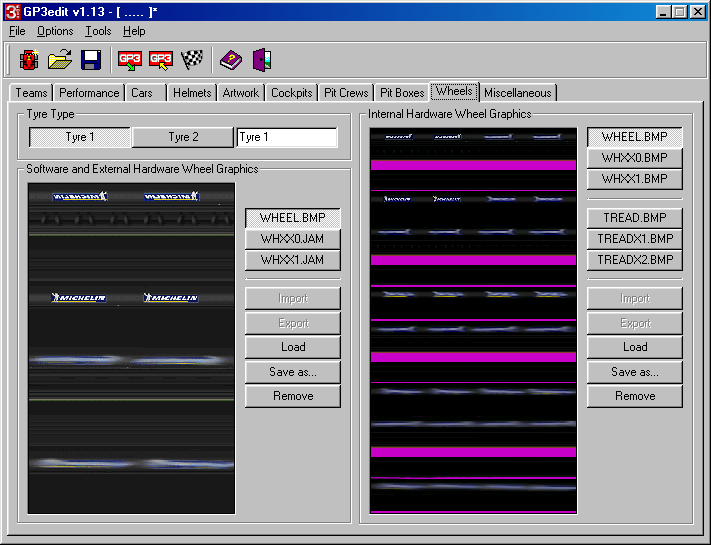 GP3edit v1.13 - [ ..... ]*
File Options Tools Help
GP3 GP3
Teams Performance Cars Helmets Artwork Cockpits Pit Crews Pit Boxes Wheels Miscellaneous
Tyre Type
Tyre 1 Tyre 2 Tyre 1
Software and External Hardware Wheel Graphics
MICHELIN MICHELIN
WHEEL.BMP
WHXX0.JAM
WHXX1.JAM
MICHELIN MICHELIN
Import
Export
Load
Save as...
Remove
Internal Hardware Wheel Graphics
WHEEL.BMP
WHXX0.BMP
WHXX1.BMP
TREAD.BMP
TREADX1.BMP
TREADX2.BMP
Import
Export
Load
Save as...
Remove